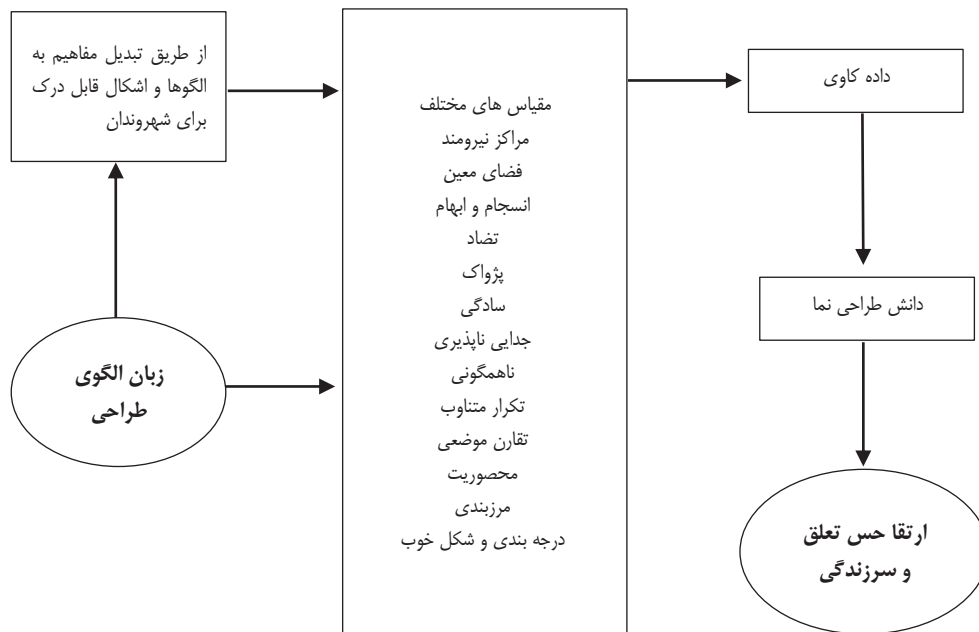 از طریق تبدیل مفاهیم به
الگوها و اشکال قابل درک
برای شهروندان
زبان الگوی
طراحی
مقیاس های مختلف
مراکز نیرومند
فضای معین
انسجام و ابهام
تضاد
پژواک
سادگی
جدایی ناپذیری
ناهمگونی
تکرار متناوب
تقارن موضعی
محصوریت
مرزبندی
درجه بندی و شکل خوب
داده کاوی
دانش طراحی نما
ارتقا حس تعلق
و سرزندگی